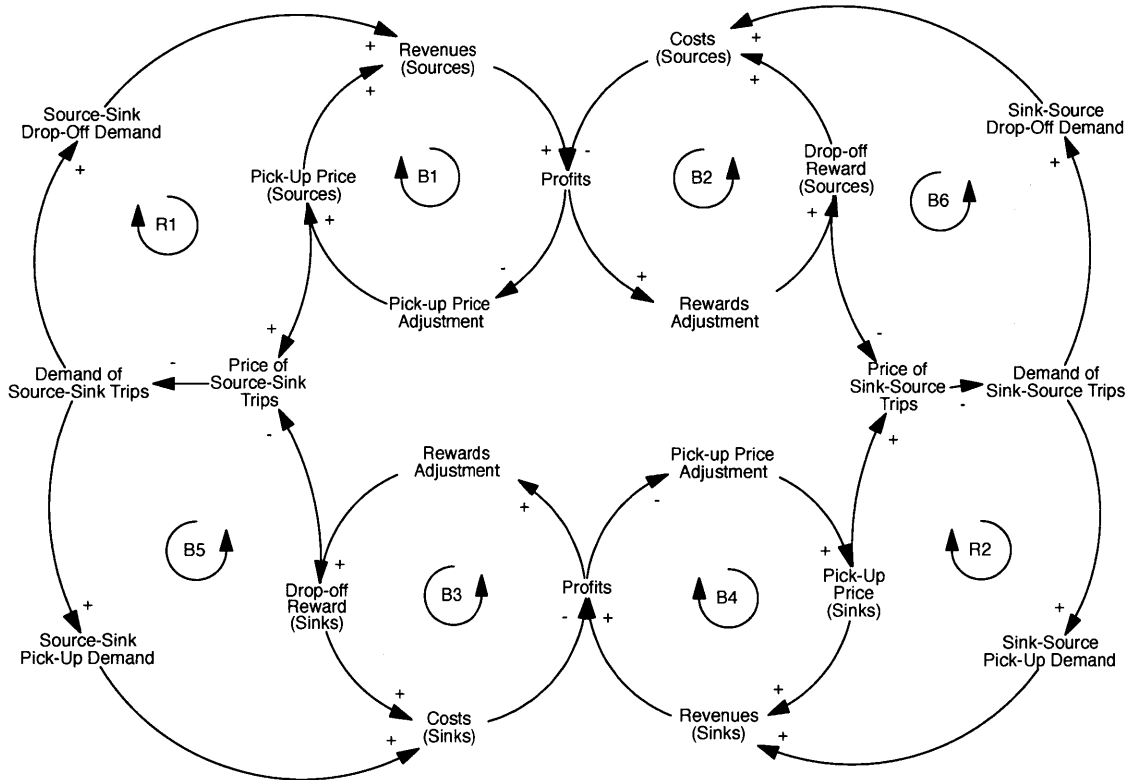 Revenues
(Sources)
+
+
Costs
(Sources)
+
+
Source-Sink
Drop-Off Demand
+
Sink-Source
Drop-Off Demand
+
Pick-Up Price
(Sources)
+
B1
+ -
Profits
B2
Drop-off
Reward
(Sources)
+
R1
B6
-
Pick-up Price
Adjustment
+
Rewards
Adjustment
+
-
Demand of
Source-Sink Trips
-
Price of
Source-Sink
Trips
-
Price of
Sink-Source
Trips
+
-
Demand of
Sink-Source Trips
Rewards
Adjustment
+
Pick-up Price
Adjustment
-
B5
R2
+
Drop-off
Reward
(Sinks)
B3
Profits
- +
B4
+
Pick-Up
Price
(Sinks)
+
Source-Sink
Pick-Up Demand
+
Sink-Source
Pick-Up Demand
+
+
Costs
(Sinks)
+
+
Revenues
(Sinks)